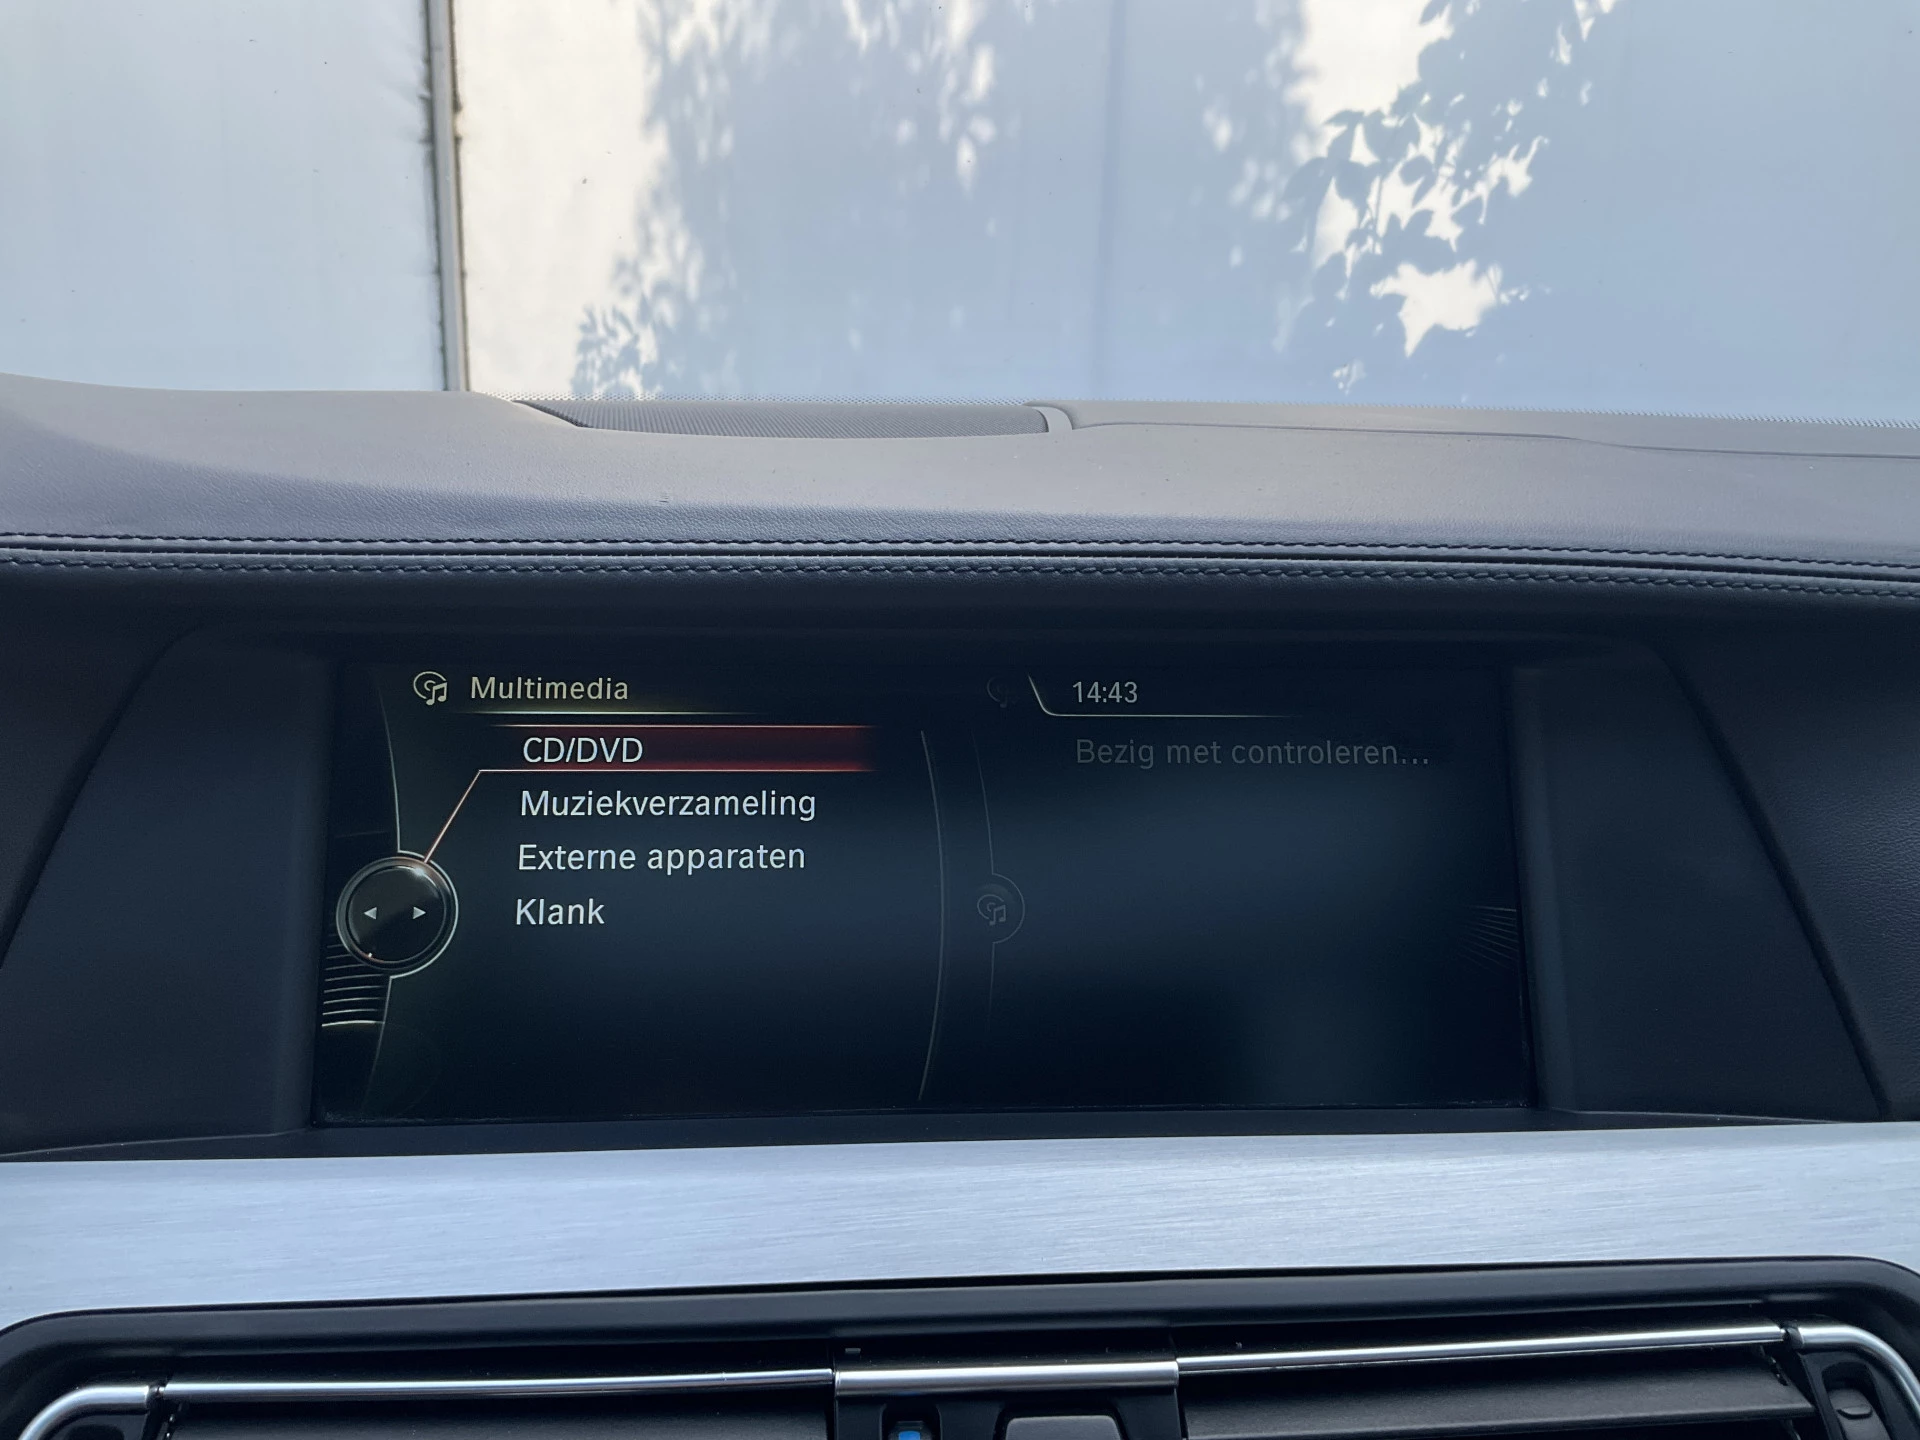 Multimedia
CD/DVD
Muziekverzameling
Externe apparaten
Klank
14:43
Bezig met controleren...